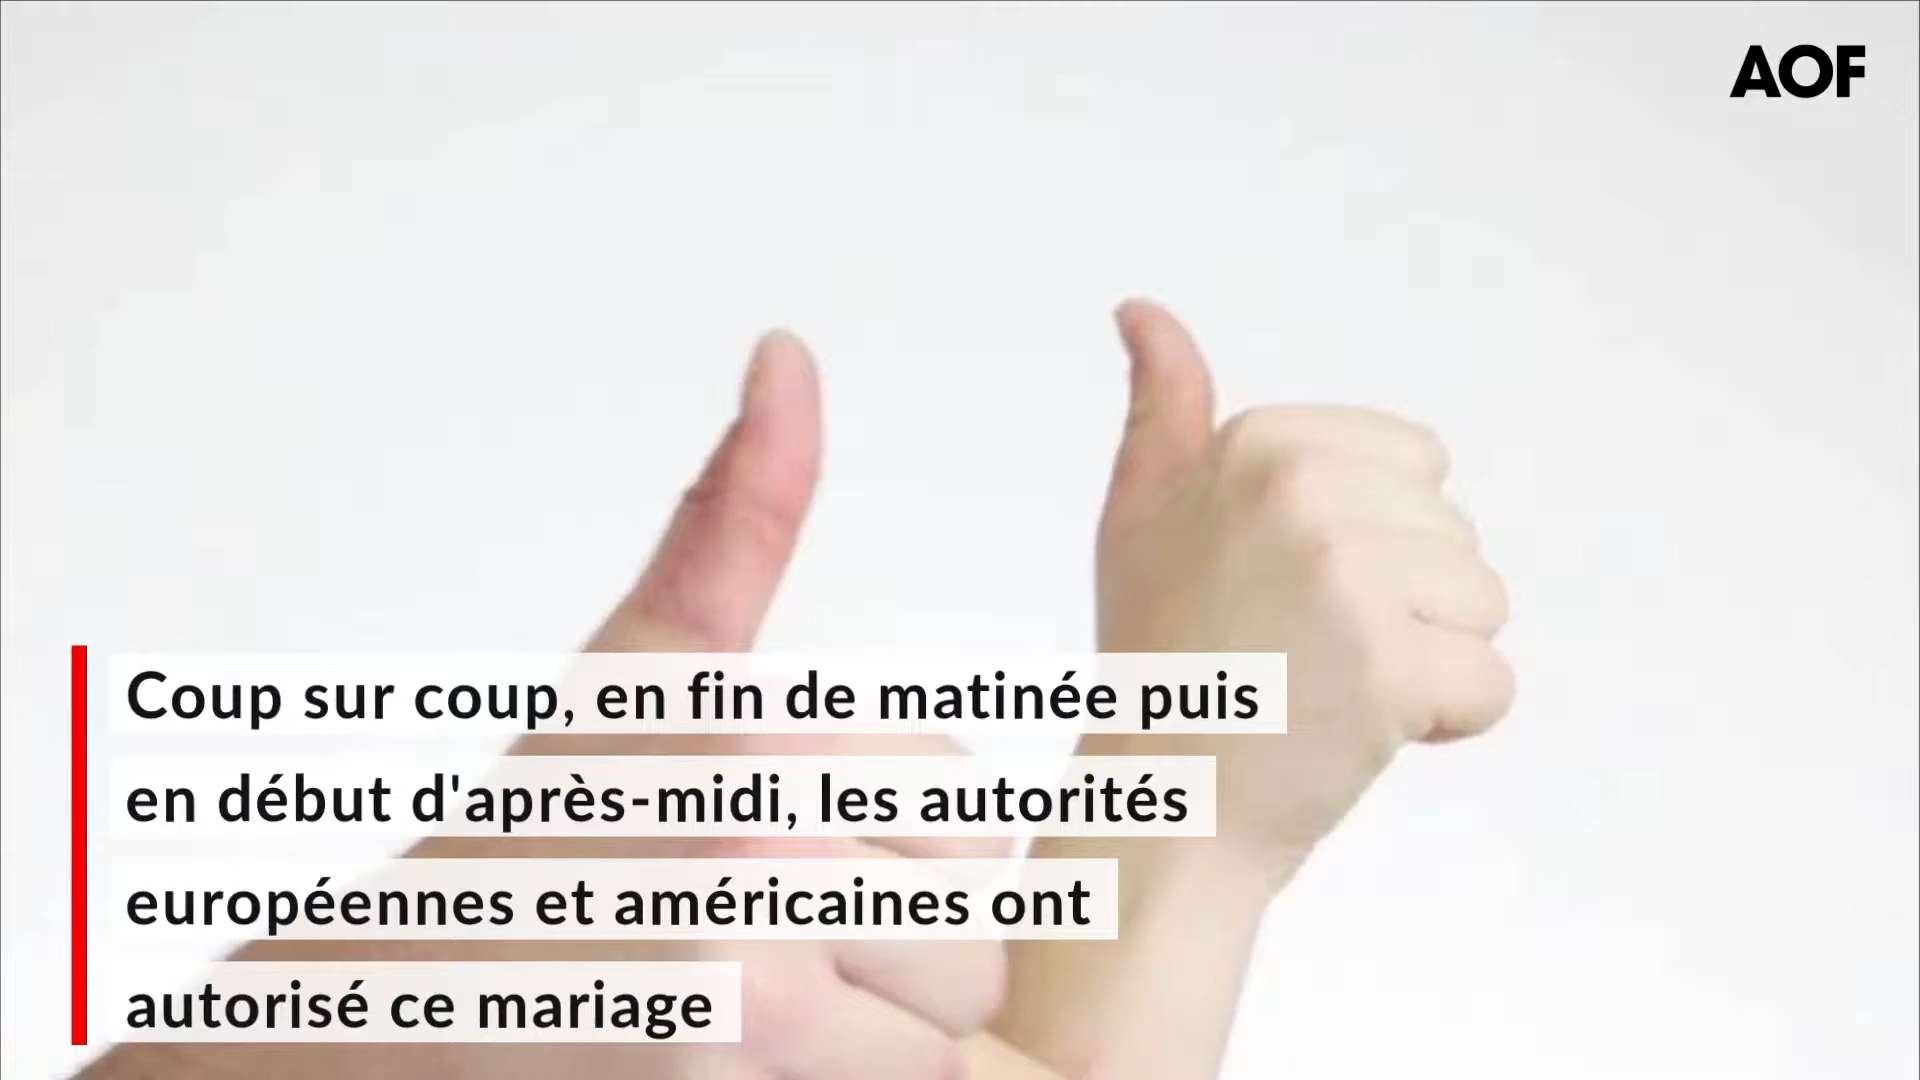 AOF
Coup sur coup, en fin de matinée puis
en début d'après-midi, les autorités
européennes et américaines ont
autorisé ce mariage